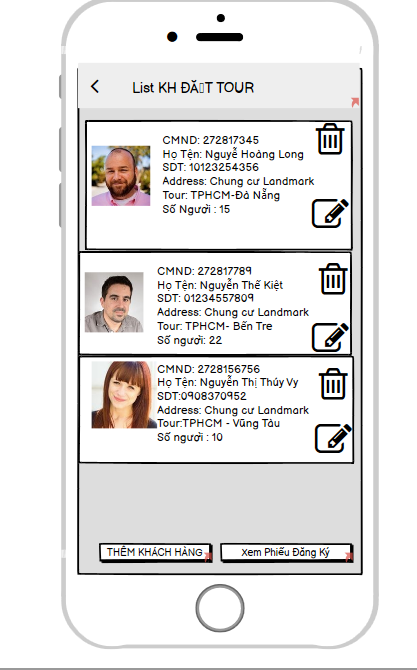 List KH ĐĂ▯T TOUR
CMND: 272817345
Họ Tên: Nguyễ Hoàng Long
SDT: 10123254356
Address: Chung cư Landmark
Tour: TPHCM-Đà Nẵng
Số Người : 15
CMND: 272817789
Họ Tên: Nguyễn Thế Kiệt
SDT: 01234557809
Address: Chung cư Landmark
Tour: TPHCM- Bến Tre
Số người: 22
CMND: 2728156756
Họ Tên: Nguyễn Thị Thúy Vy
SDT:0908370952
Address: Chung cư Landmark
Tour:TPHCM - Vũng Tàu
Số người : 10
THÊM KHÁCH HÀNG
Xem Phiếu Đăng Ký